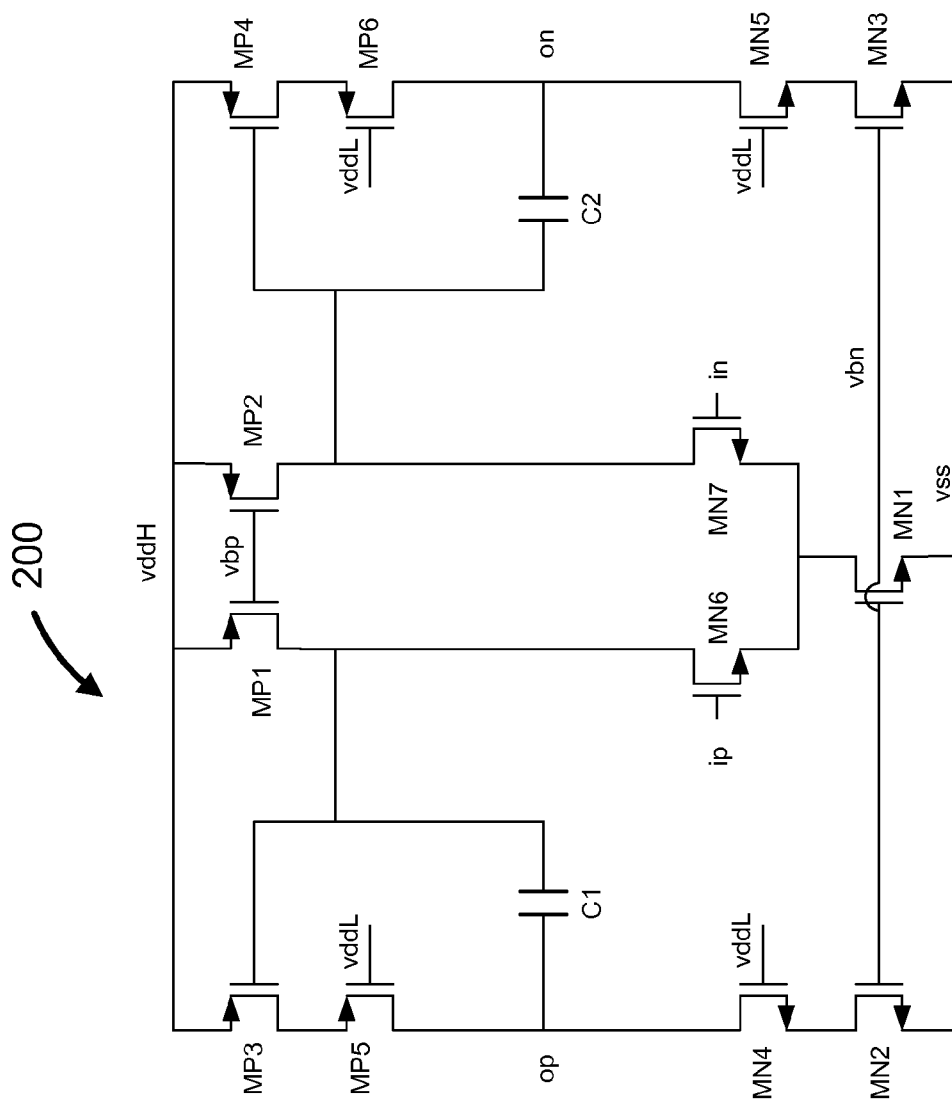 200
vddH
MP4
MP2
vbp
MP1
MP3
MP6
vddL
vddL
MP5
on
C2
C1
op
in
ip
MN7
MN6
MN5
vddL
vddL
MN4
MN3
vbn
MN1
MN2
vss